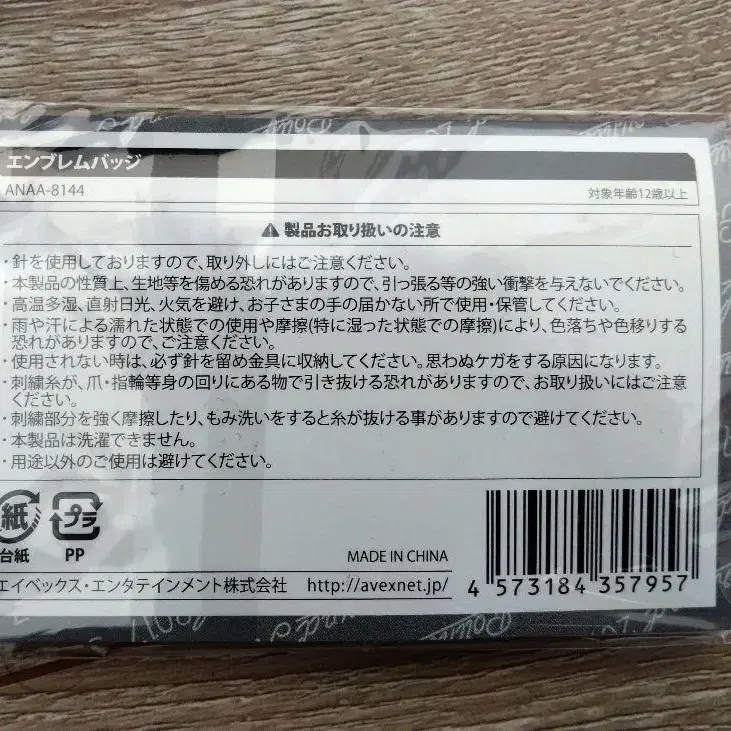 エンブレムバッジ
ANAA-8144
対象年齢12歳以上
製品お取り扱いの注意
・針を使用しておりますので、取り外しにはご注意ください。
・本製品の性質上、生地等を傷める恐れがありますので、引っ張る等の強い衝撃を与えないでください。
・高温多湿、直射日光、火気を避け、お子さまの手の届かない所で使用・保管してください。
・雨や汗による濡れた状態での使用や摩擦(特に湿った状態での摩擦)により、色落ちや色移りする
恐れがありますので、ご注意ください。
・使用されない時は、必ず針を留め金具に収納してください。思わぬケガをする原因になります。
・刺繍糸が、爪・指輪等身の回りにある物で引き抜ける恐れがありますので、お取り扱いにはご注意
ください。
・刺繍部分を強く摩擦したり、もみ洗いをすると糸が抜ける事がありますので避けてください。
・本製品は洗濯できません。
・用途以外のご使用は避けてください。
紙
プラ
台紙
PP
MADE IN CHINA
エイベックス・エンタテインメント株式会社 http://avexnet.jp/
4 573184 357957